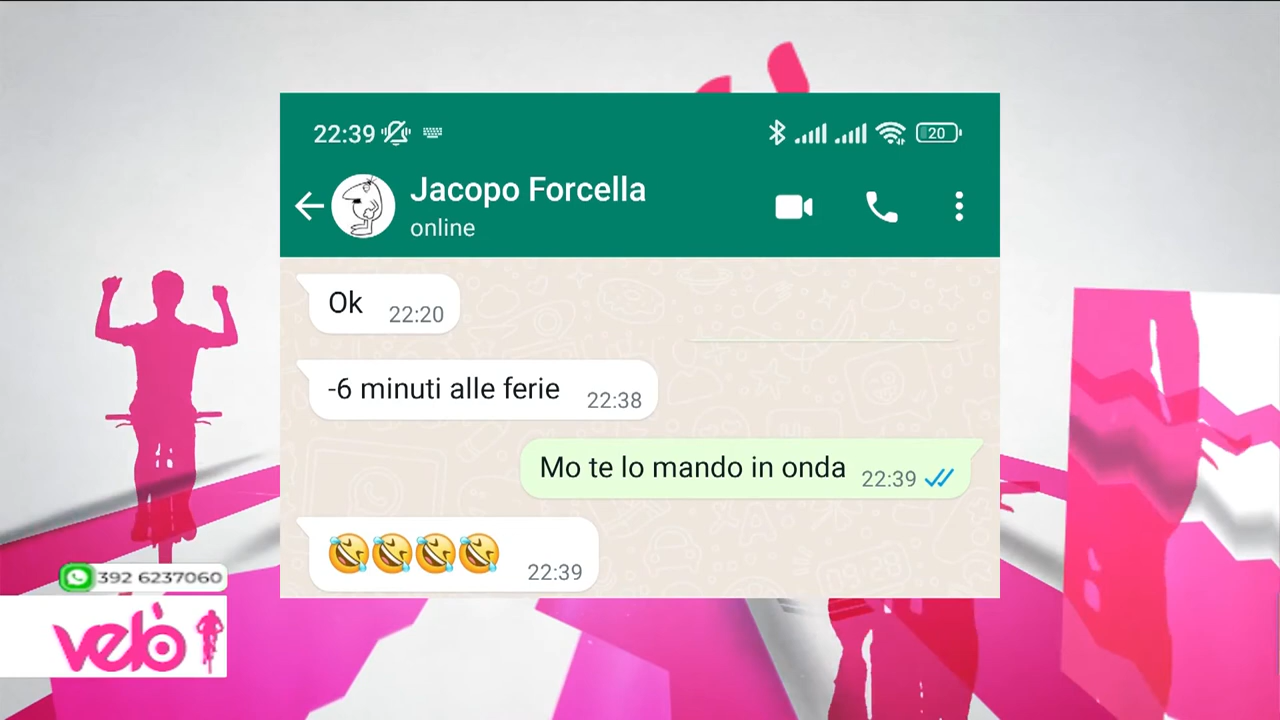 22:39
20
Jacopo Forcella
online
Ok 22:20
-6 minuti alle ferie 22:38
Mo te lo mando in onda 22:39
🤣🤣🤣🤣 22:39
392 6237060
velò